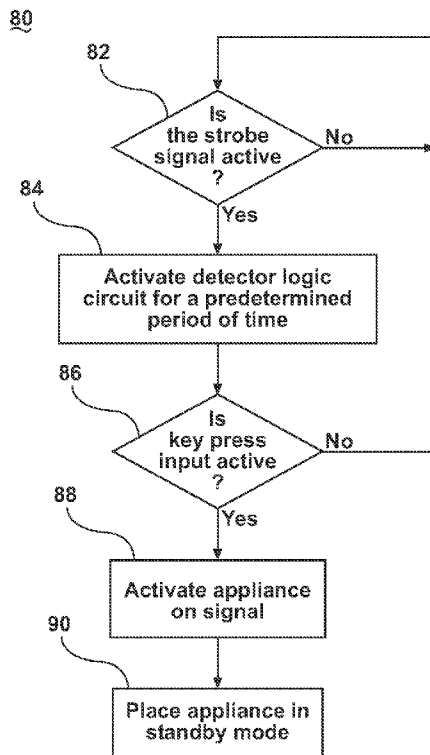 80
82
Is
the strobe
signal active
?
No
Yes
84
Activate detector logic
circuit for a predetermined
period of time
86
Is
key press
input active
?
No
Yes
88
Activate appliance
on signal
90
Place appliance in
standby mode